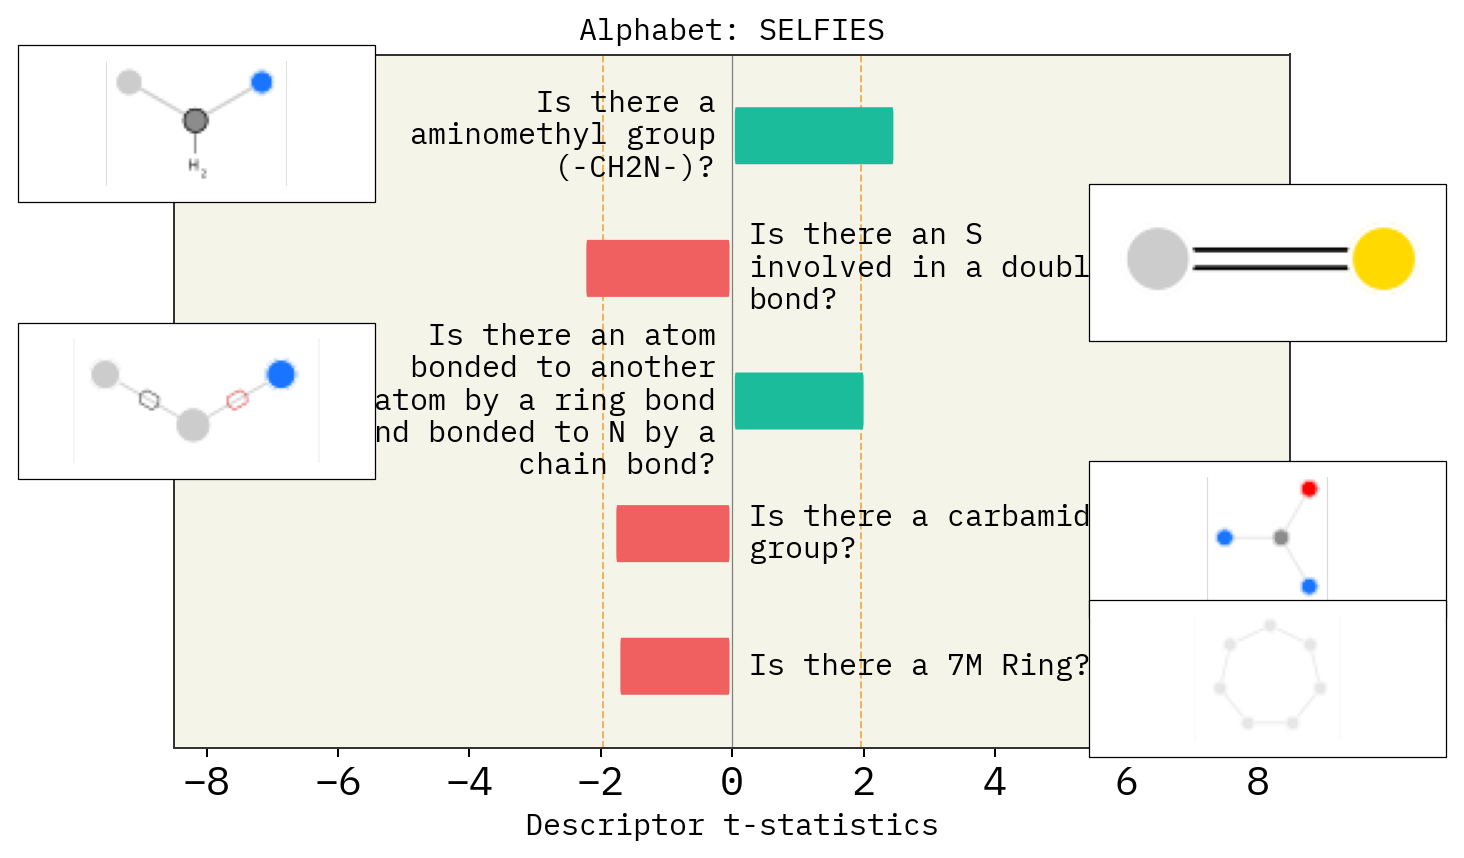 Alphabet: SELFIES
Is there a
aminomethyl group
(-CH2N-)?
H2
Is there an S
involved in a doubl
bond?
Is there an atom
bonded to another
atom by a ring bond
nd bonded to N by a
chain bond?
Is there a carbamid
group?
Is there a 7M Ring?
−8 −6 −4 −2 0 2 4 6 8
Descriptor t-statistics